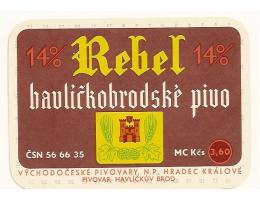 14% Rebel 14%
havlíčkobrodské pivo
ČSN 56 66 35 MC Kčs 3,60
VÝCHODOČESKÉ PIVOVARY, N.P., HRADEC KRÁLOVÉ
PIVOVAR HAVLÍČKŮV BROD